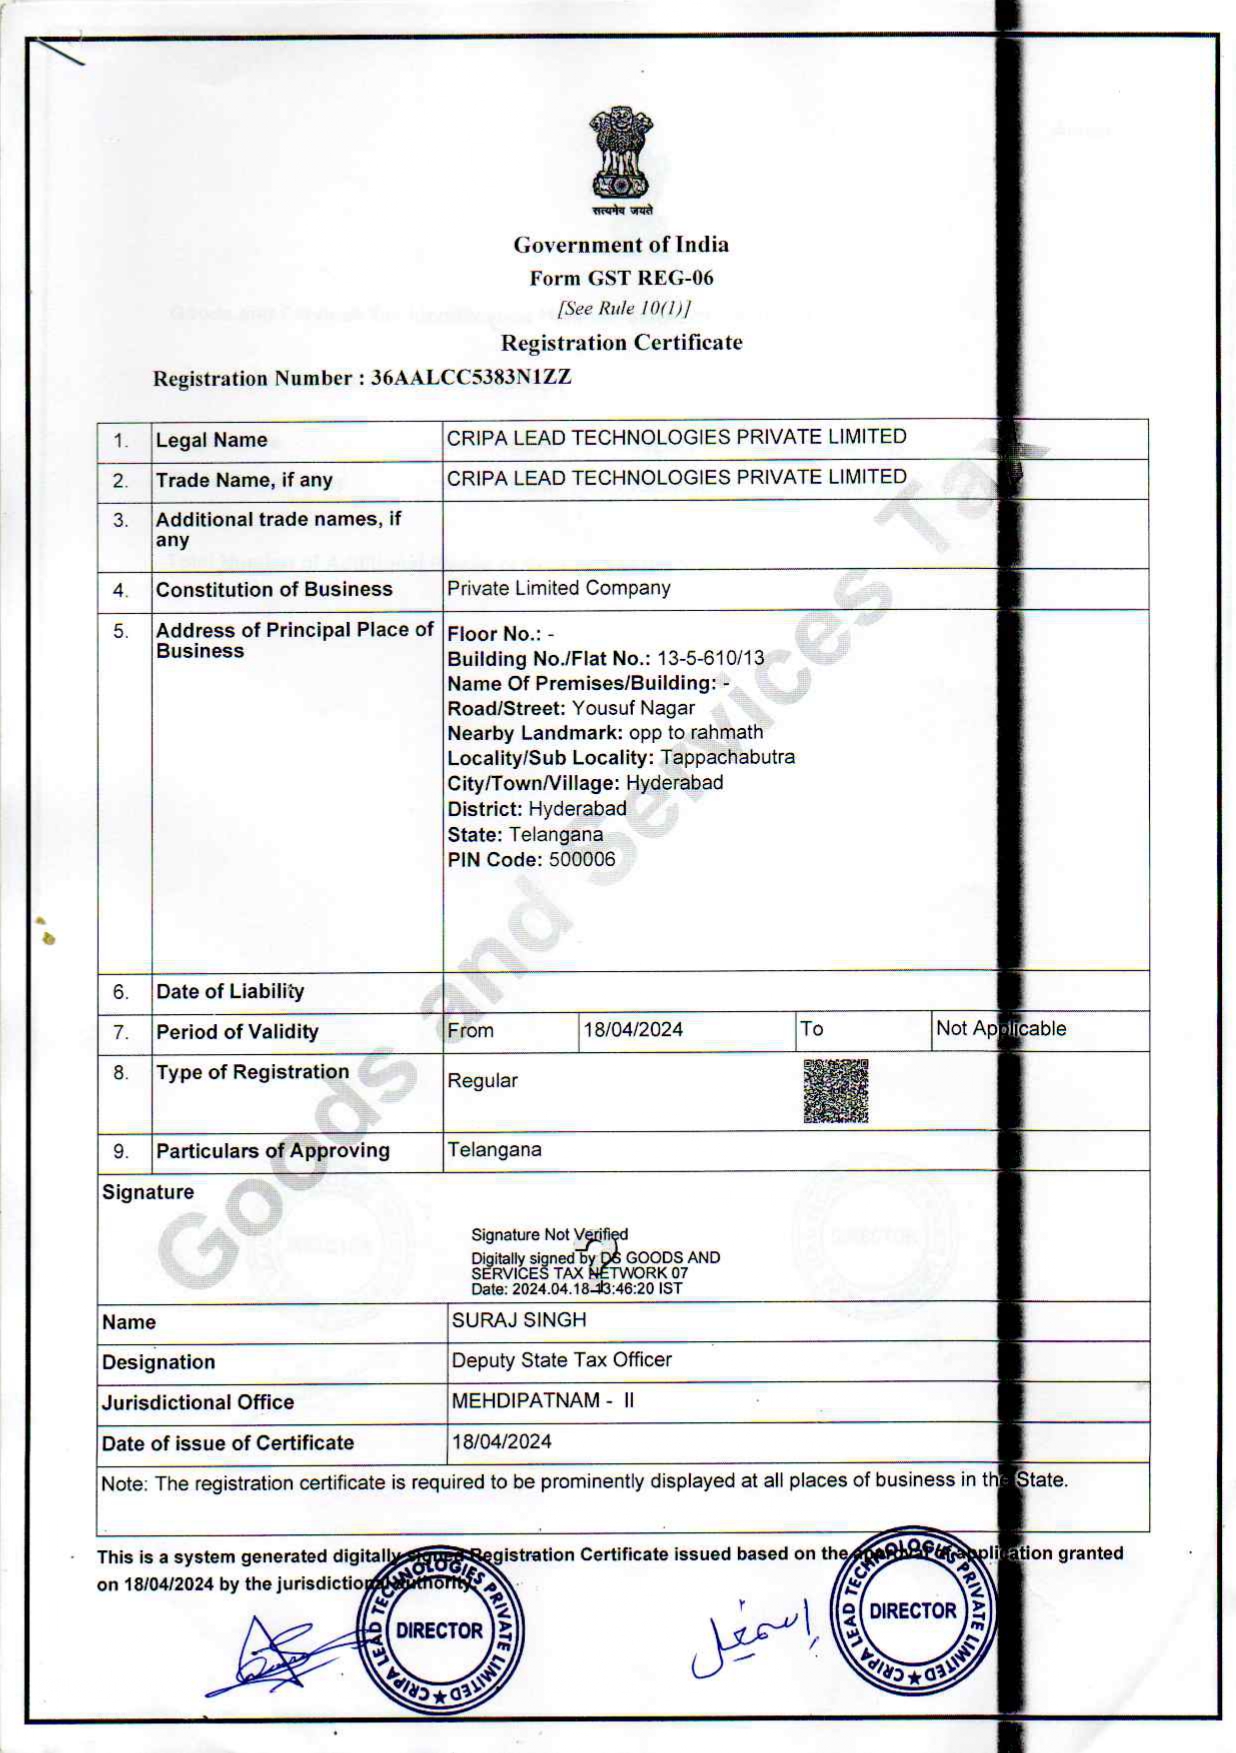 सत्यमेव जयते
Government of India
Form GST REG-06
[See Rule 10(1)]
Registration Certificate
Registration Number : 36AALCC5383N1ZZ
1. Legal Name CRIPA LEAD TECHNOLOGIES PRIVATE LIMITED
2. Trade Name, if any CRIPA LEAD TECHNOLOGIES PRIVATE LIMITED
3. Additional trade names, if
any
4. Constitution of Business Private Limited Company
5. Address of Principal Place of
Business
Floor No.: -
Building No./Flat No.: 13-5-610/13
Name Of Premises/Building: -
Road/Street: Yousuf Nagar
Nearby Landmark: opp to rahmath
Locality/Sub Locality: Tappachabutra
City/Town/Village: Hyderabad
District: Hyderabad
State: Telangana
PIN Code: 500006
6. Date of Liability
7. Period of Validity From 18/04/2024 To Not Applicable
8. Type of Registration Regular
9. Particulars of Approving Telangana
Goods and Services Tax
Signature
Signature Not Verified
Digitally signed by DS GOODS AND
SERVICES TAX NETWORK 07
Date: 2024.04.18 13:46:20 IST
Name SURAJ SINGH
Designation Deputy State Tax Officer
Jurisdictional Office MEHDIPATNAM - II
Date of issue of Certificate 18/04/2024
Note: The registration certificate is required to be prominently displayed at all places of business in the State.
This is a system generated digitally signed Registration Certificate issued based on the approval of application granted
on 18/04/2024 by the jurisdictional authority.
CRIPA LEAD TECHNOLOGIES PRIVATE LIMITED ★
DIRECTOR
إسمعیل
CRIPA LEAD TECHNOLOGIES PRIVATE LIMITED ★
DIRECTOR